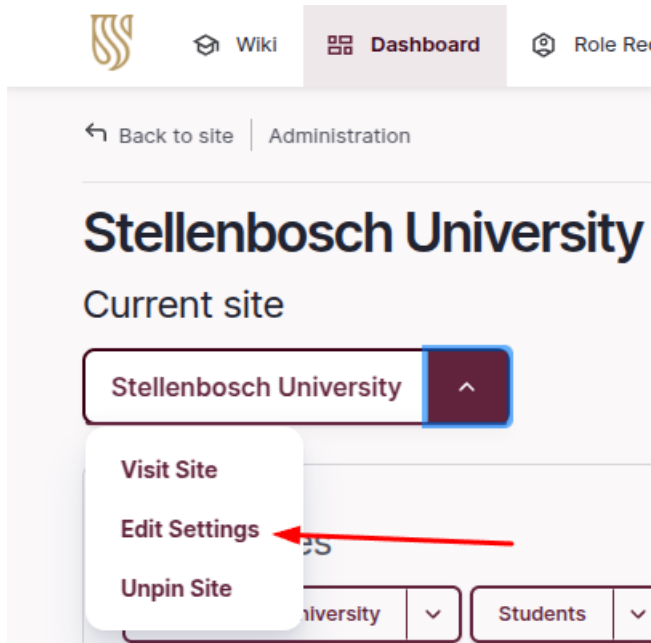 Wiki Dashboard Role
Back to site Administration
Stellenbosch University
Current site
Stellenbosch University
Visit Site
Edit Settings
Unpin Site
Students